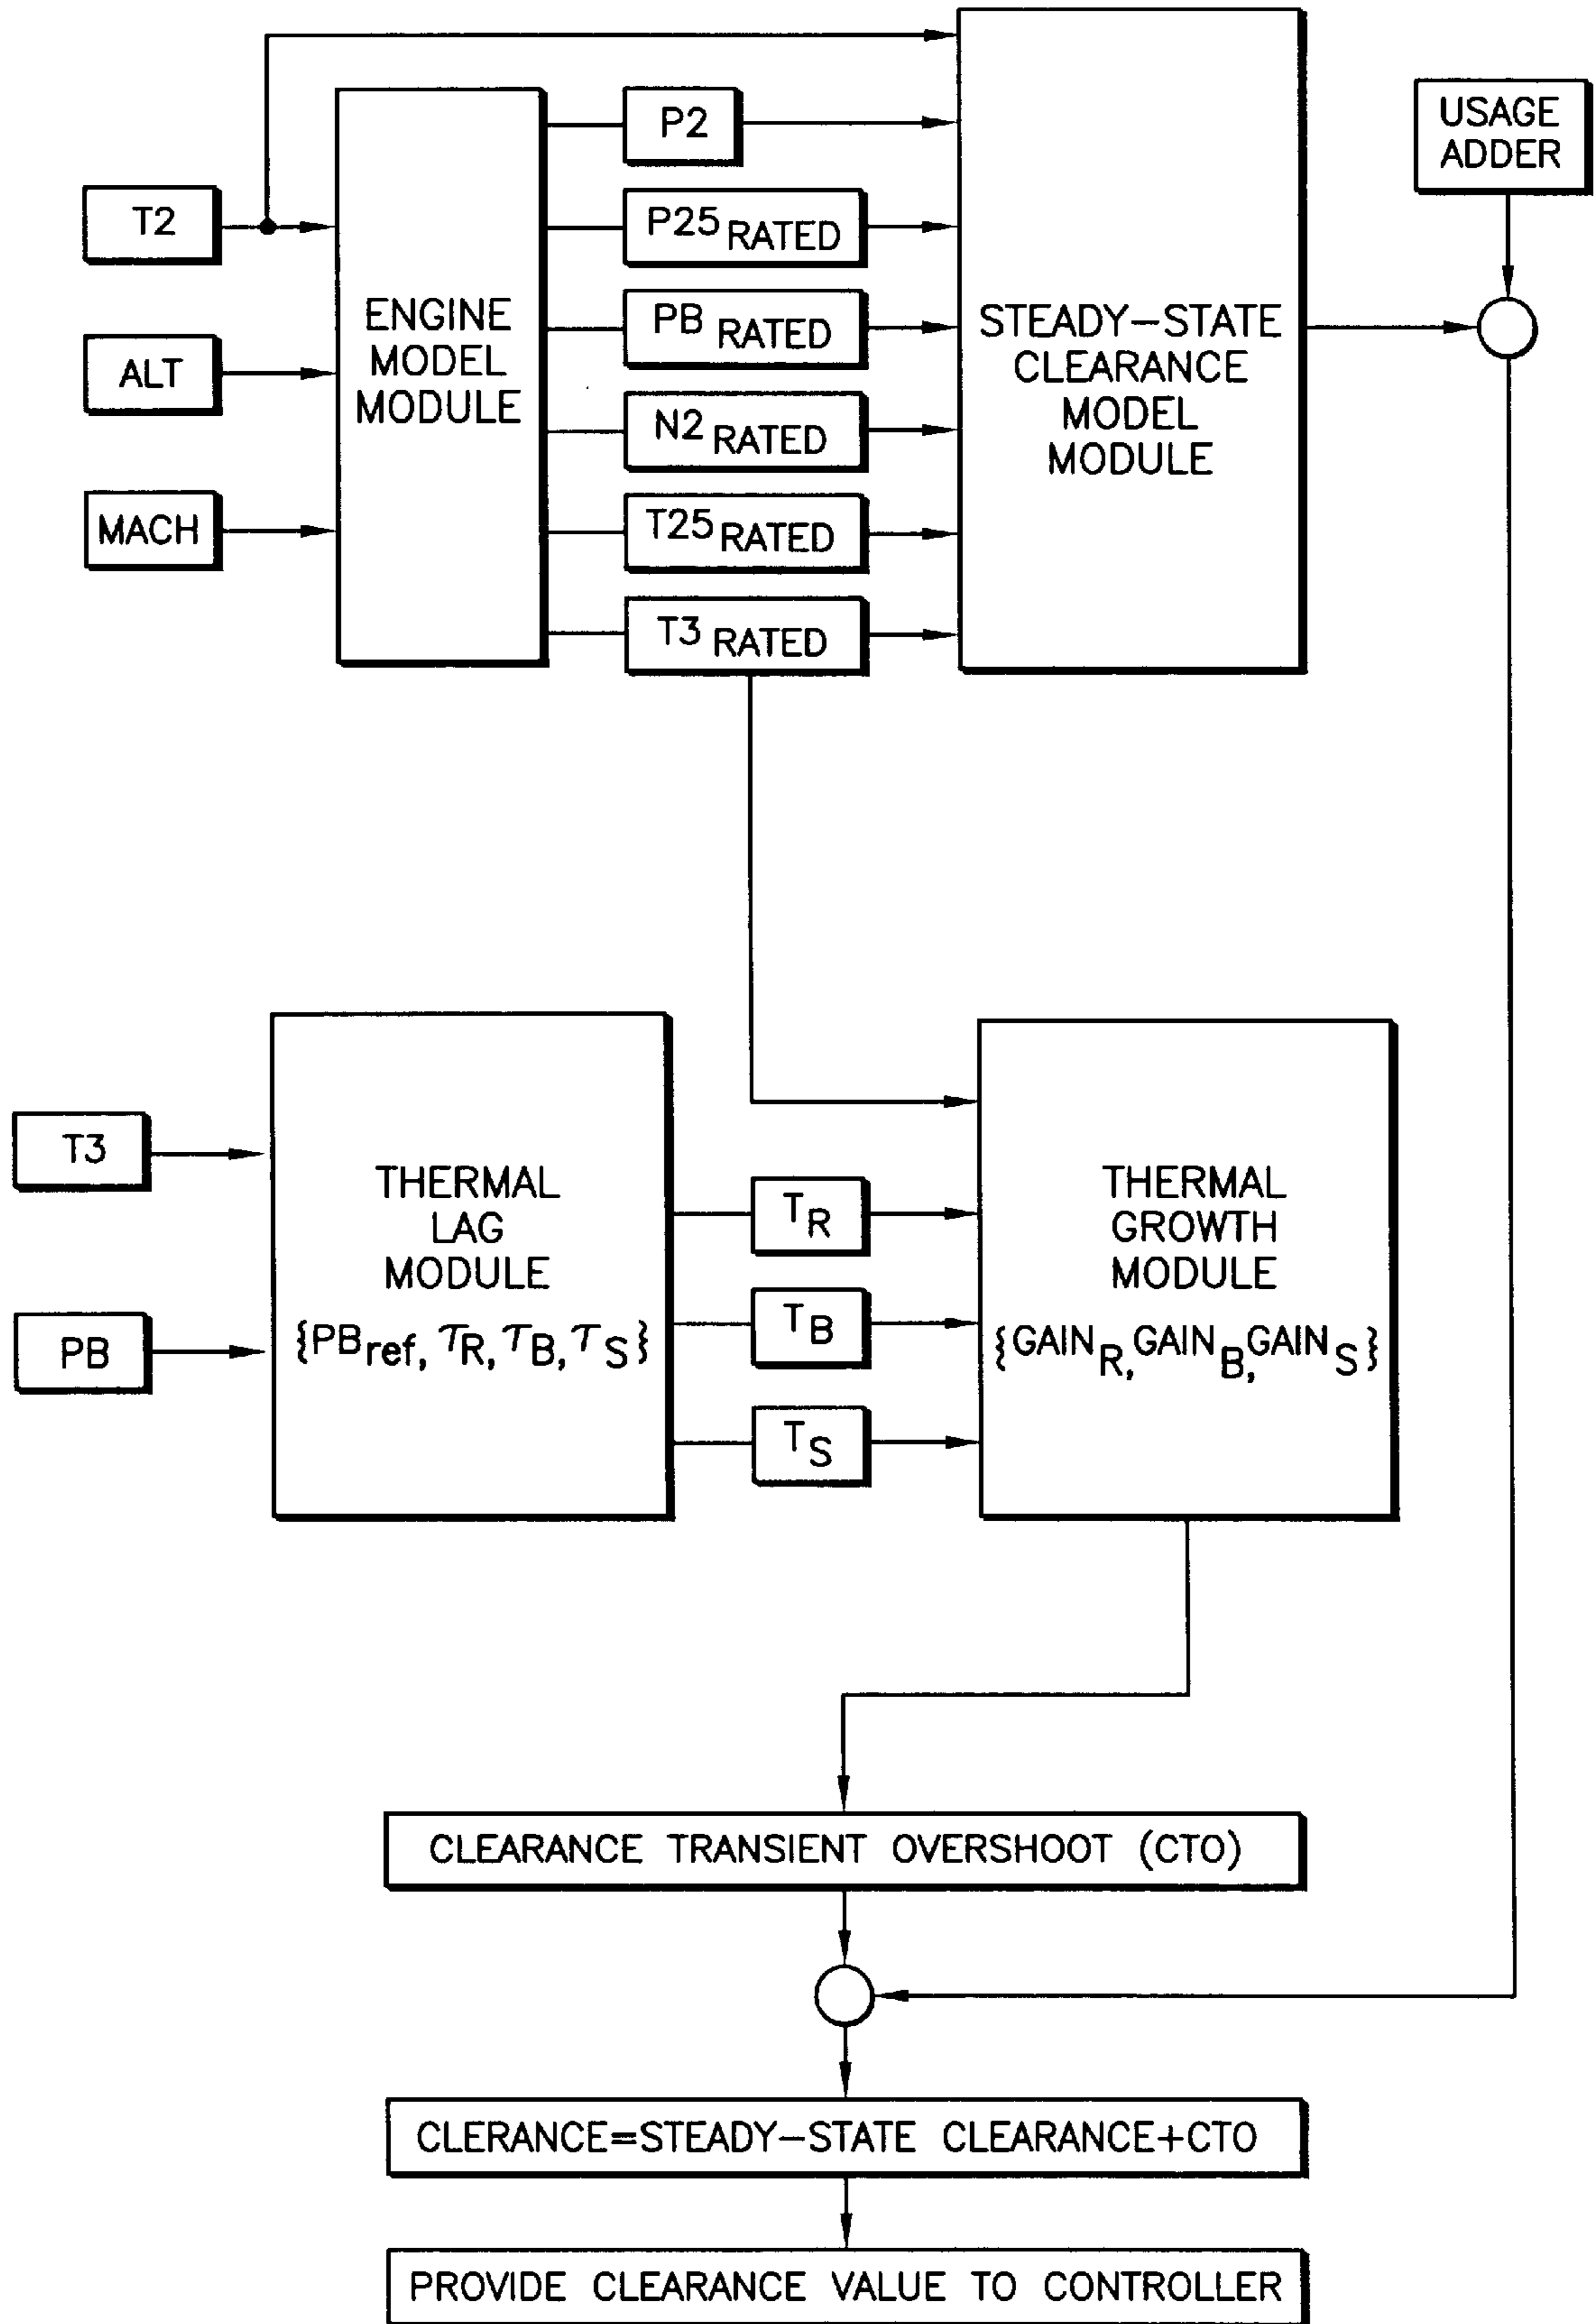 P2
USAGE
ADDER
T2
P25 RATED
ENGINE
MODEL
MODULE
PB RATED
STEADY-STATE
CLEARANCE
MODEL
MODULE
ALT
N2 RATED
MACH
T25 RATED
T3 RATED
T3
THERMAL
LAG
MODULE
{PBref, τR, τB, τS}
PB
TR
TB
TS
THERMAL
GROWTH
MODULE
{GAINR, GAINB, GAINS}
CLEARANCE TRANSIENT OVERSHOOT (CTO)
CLERANCE=STEADY-STATE CLEARANCE+CTO
PROVIDE CLEARANCE VALUE TO CONTROLLER